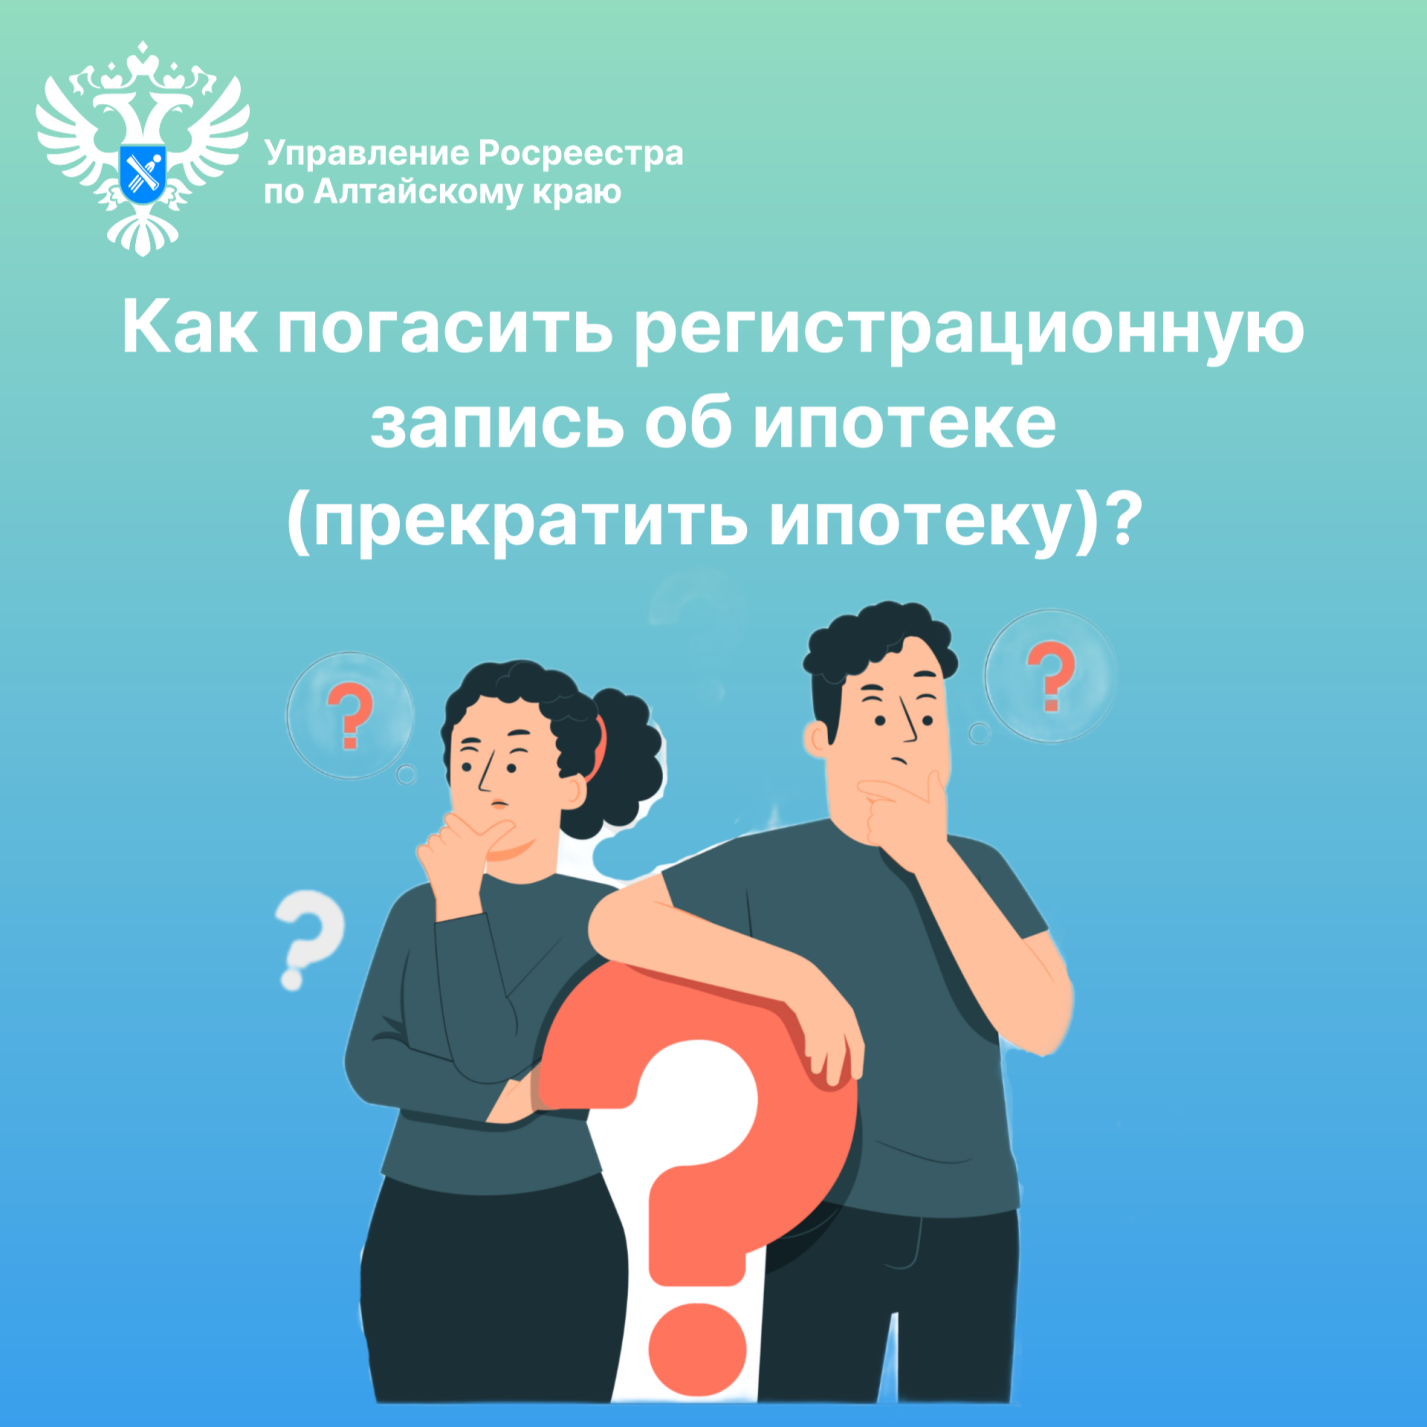 Управление Росреестра
по Алтайскому краю
Как погасить регистрационную
запись об ипотеке
(прекратить ипотеку)?
?
?
?
?
?